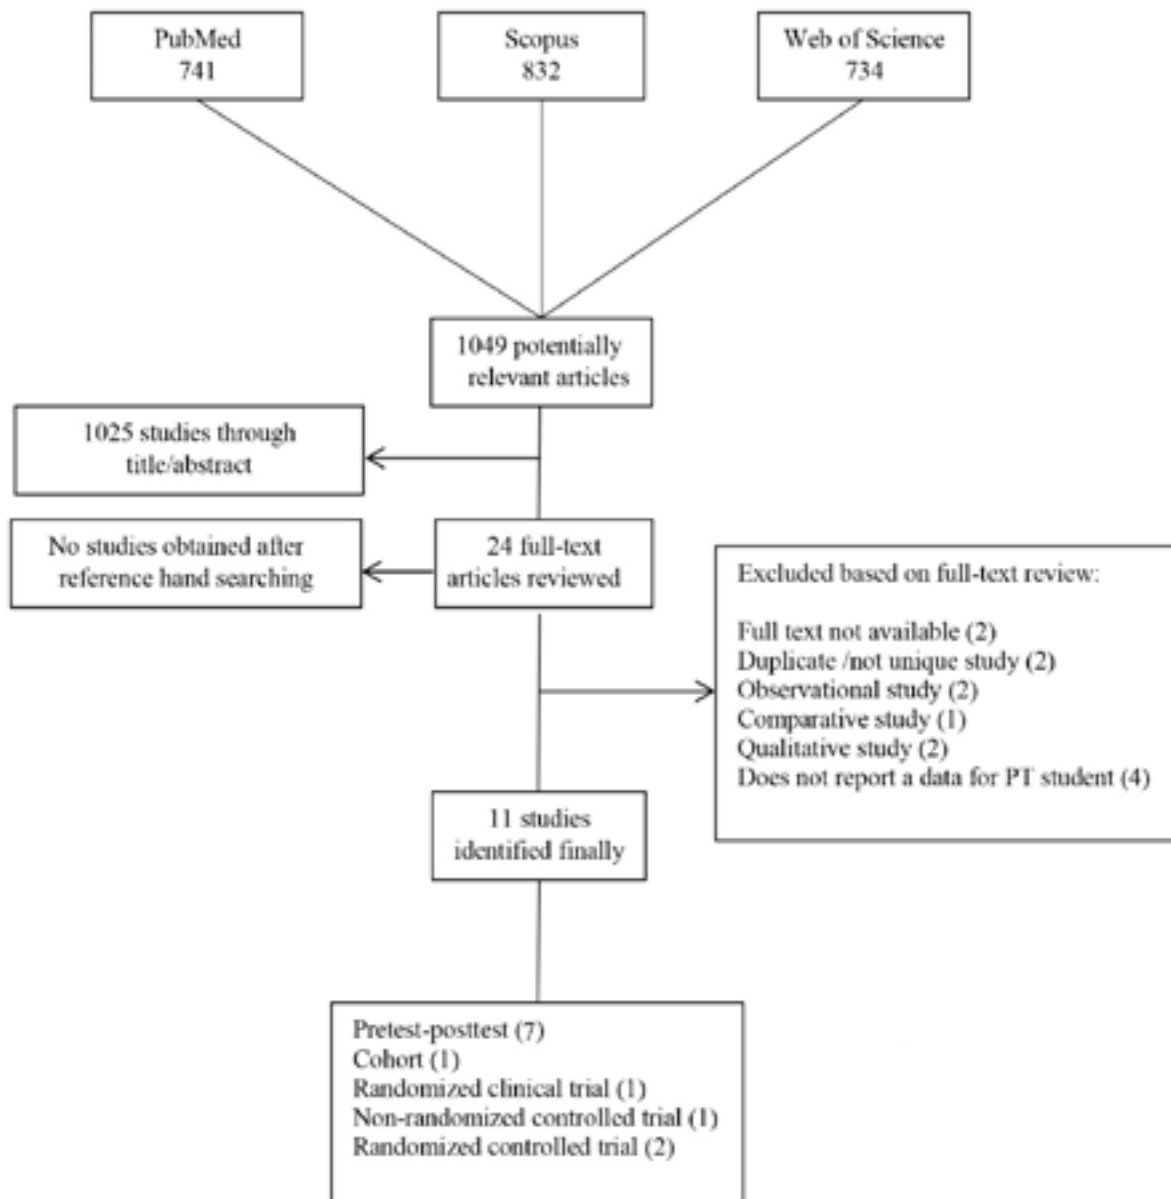 PubMed
741
Scopus
832
Web of Science
734
1049 potentially
relevant articles
1025 studies through
title/abstract
No studies obtained after
reference hand searching
24 full-text
articles reviewed
Excluded based on full-text review:
Full text not available (2)
Duplicate /not unique study (2)
Observational study (2)
Comparative study (1)
Qualitative study (2)
Does not report a data for PT student (4)
11 studies
identified finally
Pretest-posttest (7)
Cohort (1)
Randomized clinical trial (1)
Non-randomized controlled trial (1)
Randomized controlled trial (2)